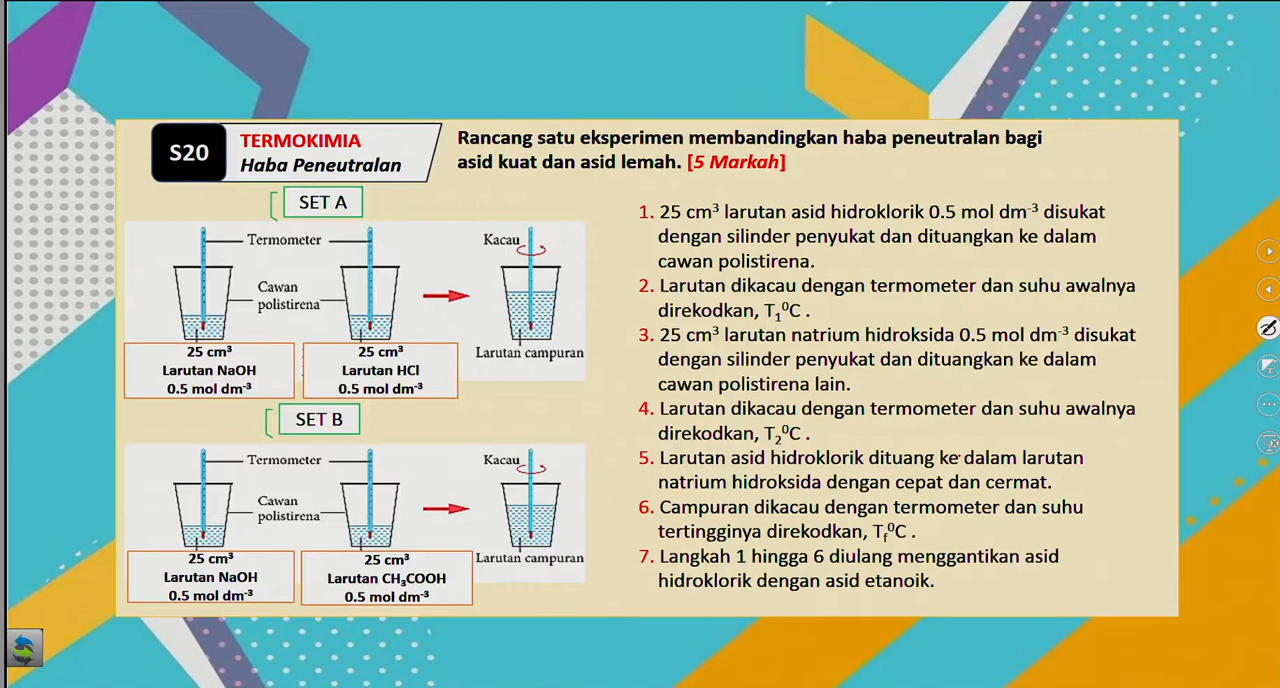 S20
TERMOKIMIA
Haba Peneutralan
Rancang satu eksperimen membandingkan haba peneutralan bagi
asid kuat dan asid lemah. [5 Markah]
SET A
Termometer
Kacau
Cawan
polistirena
Larutan campuran
25 cm³
Larutan NaOH
0.5 mol dm⁻³
25 cm³
Larutan HCl
0.5 mol dm⁻³
SET B
Termometer
Kacau
Cawan
polistirena
Larutan campuran
25 cm³
Larutan NaOH
0.5 mol dm⁻³
25 cm³
Larutan CH₃COOH
0.5 mol dm⁻³
1. 25 cm³ larutan asid hidroklorik 0.5 mol dm⁻³ disukat
dengan silinder penyukat dan dituangkan ke dalam
cawan polistirena.
2. Larutan dikacau dengan termometer dan suhu awalnya
direkodkan, T₁⁰C .
3. 25 cm³ larutan natrium hidroksida 0.5 mol dm⁻³ disukat
dengan silinder penyukat dan dituangkan ke dalam
cawan polistirena lain.
4. Larutan dikacau dengan termometer dan suhu awalnya
direkodkan, T₂⁰C .
5. Larutan asid hidroklorik dituang ke dalam larutan
natrium hidroksida dengan cepat dan cermat.
6. Campuran dikacau dengan termometer dan suhu
tertingginya direkodkan, Tf⁰C .
7. Langkah 1 hingga 6 diulang menggantikan asid
hidroklorik dengan asid etanoik.